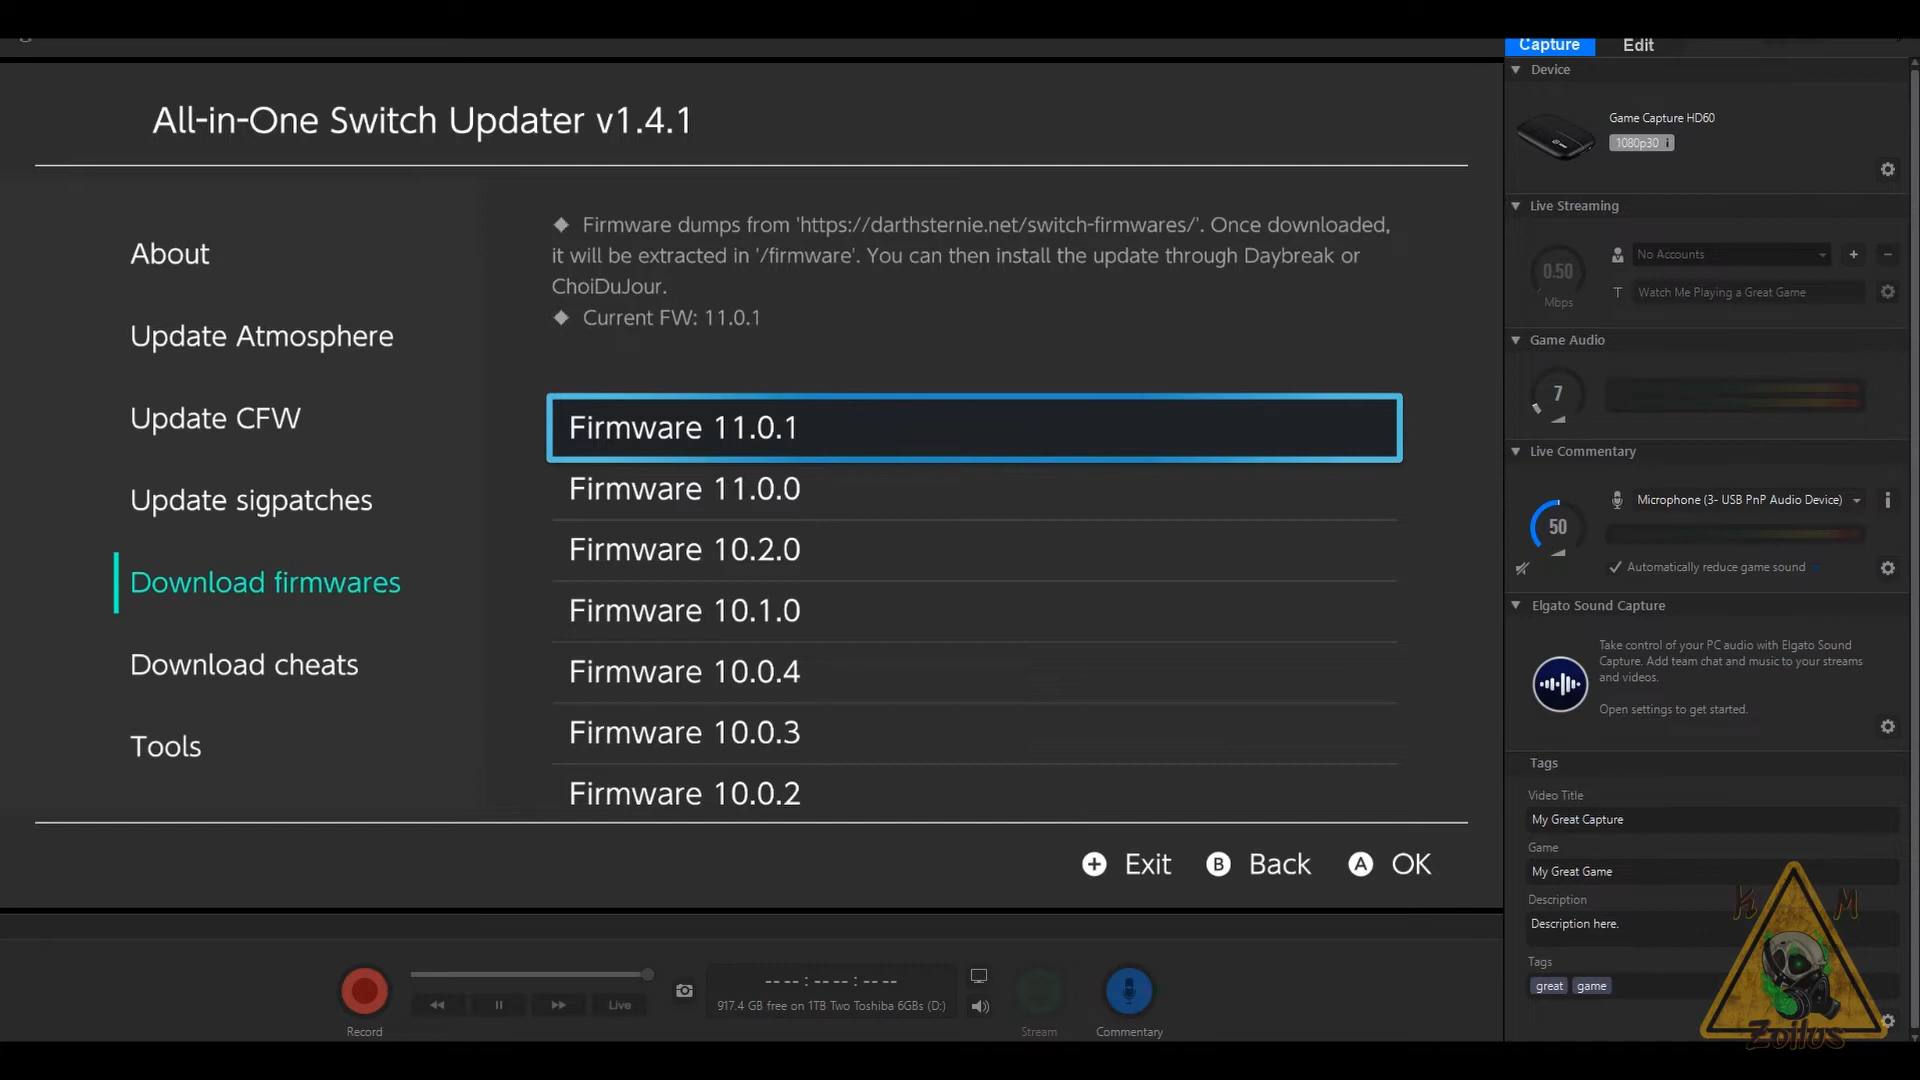 Capture
Edit
Device
All-in-One Switch Updater v1.4.1
Game Capture HD60
1080p30 i
Live Streaming
◆ Firmware dumps from 'https://darthsternie.net/switch-firmwares/'. Once downloaded,
it will be extracted in '/firmware'. You can then install the update through Daybreak or
ChoiDuJour.
◆ Current FW: 11.0.1
About
Update Atmosphere
Update CFW
Update sigpatches
Download firmwares
Download cheats
Tools
Firmware 11.0.1
Firmware 11.0.0
Firmware 10.2.0
Firmware 10.1.0
Firmware 10.0.4
Firmware 10.0.3
Firmware 10.0.2
+ Exit B Back A OK
0.50
Mbps
No Accounts
T Watch Me Playing a Great Game
Game Audio
7
Live Commentary
50
Microphone (3- USB PnP Audio Device)
Automatically reduce game sound
Elgato Sound Capture
Take control of your PC audio with Elgato Sound
Capture. Add team chat and music to your streams
and videos.
Open settings to get started.
Tags
Video Title
My Great Capture
Game
My Great Game
Description
Description here.
Tags
great game
K M
Zoilus
Live
-- -- : -- -- : -- --
917.4 GB free on 1TB Two Toshiba 6GBs (D:)
Record
Stream
Commentary